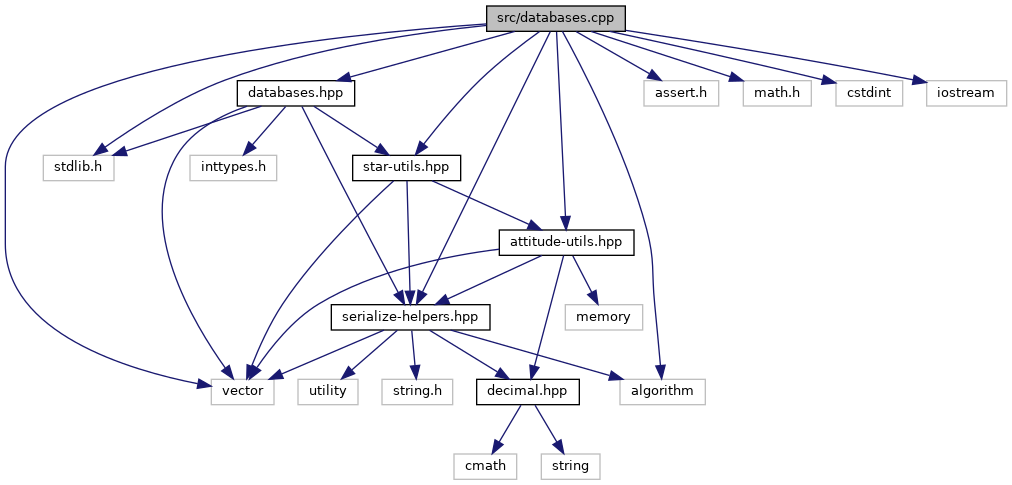 src/databases.cpp
databases.hpp
assert.h
math.h
cstdint
iostream
stdlib.h
inttypes.h
star-utils.hpp
attitude-utils.hpp
serialize-helpers.hpp
memory
vector
utility
string.h
decimal.hpp
algorithm
cmath
string